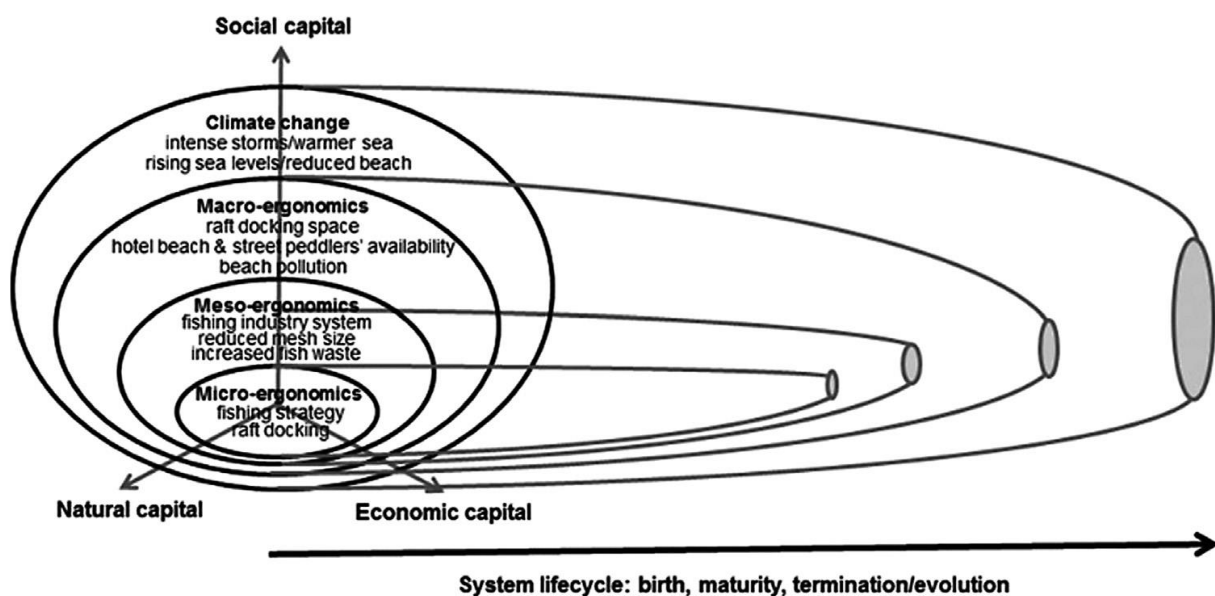 Social capital
Climate change
intense storms/warmer sea
rising sea levels/reduced beach
Macro-ergonomics
raft docking space
hotel beach & street peddlers' availability
beach pollution
Meso-ergonomics
fishing industry system
reduced mesh size
increased fish waste
Micro-ergonomics
fishing strategy
raft docking
Natural capital
Economic capital
System lifecycle: birth, maturity, termination/evolution